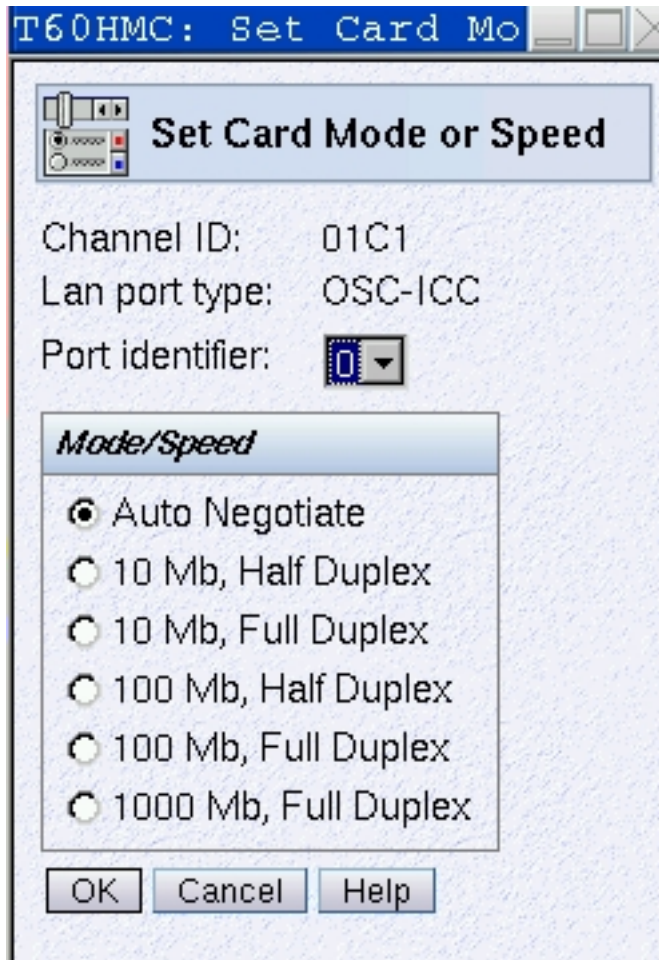 T60HMC: Set Card Mo
Set Card Mode or Speed
Channel ID: 01C1
Lan port type: OSC-ICC
Port identifier: 0
Mode/Speed
Auto Negotiate
10 Mb, Half Duplex
10 Mb, Full Duplex
100 Mb, Half Duplex
100 Mb, Full Duplex
1000 Mb, Full Duplex
OK Cancel Help